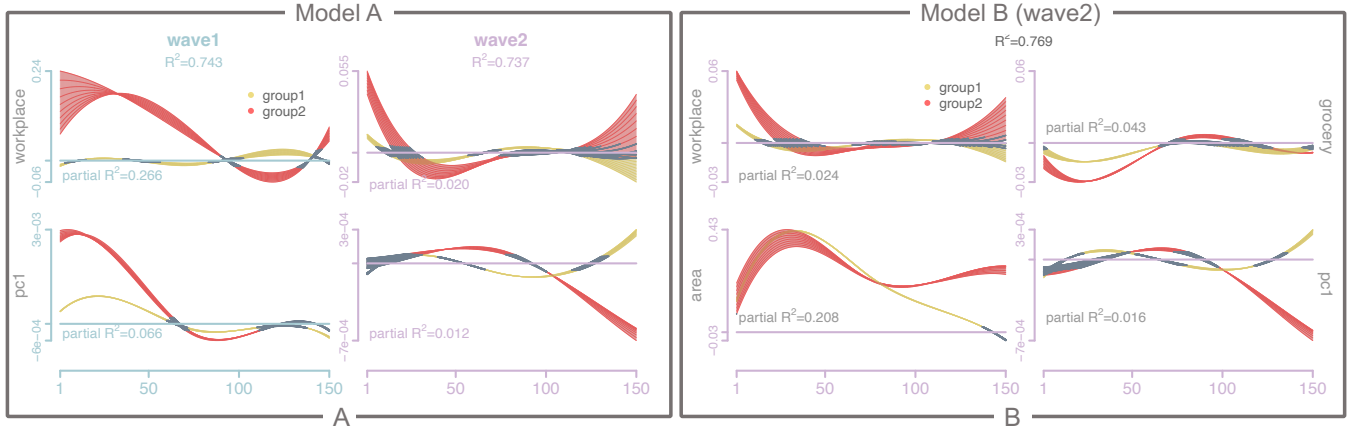 Model A
wave1
R²=0.743
wave2
R²=0.737
workplace
0.24
−0.06
group1
group2
partial R²=0.266
0.055
−0.02
partial R²=0.020
pc1
3e−03
−6e−04
partial R²=0.066
3e−04
−7e−04
partial R²=0.012
1
50
100
150
1
50
100
150
A
Model B (wave2)
R²=0.769
workplace
0.06
−0.03
group1
group2
partial R²=0.024
0.06
−0.03
partial R²=0.043
grocery
area
0.43
−0.03
partial R²=0.208
3e−04
−7e−04
partial R²=0.016
pc1
1
50
100
150
1
50
100
150
B